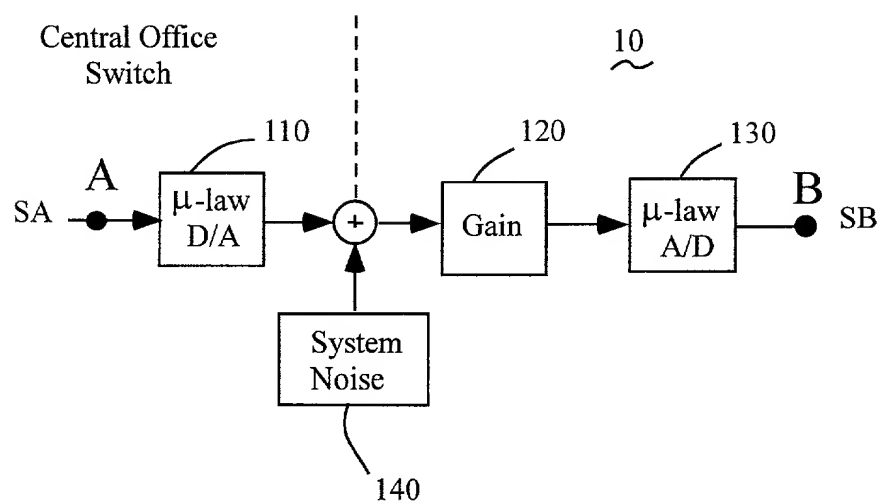 Central Office
Switch
10
110
120
130
A
B
SA
μ-law
D/A
+
Gain
μ-law
A/D
SB
System
Noise
140